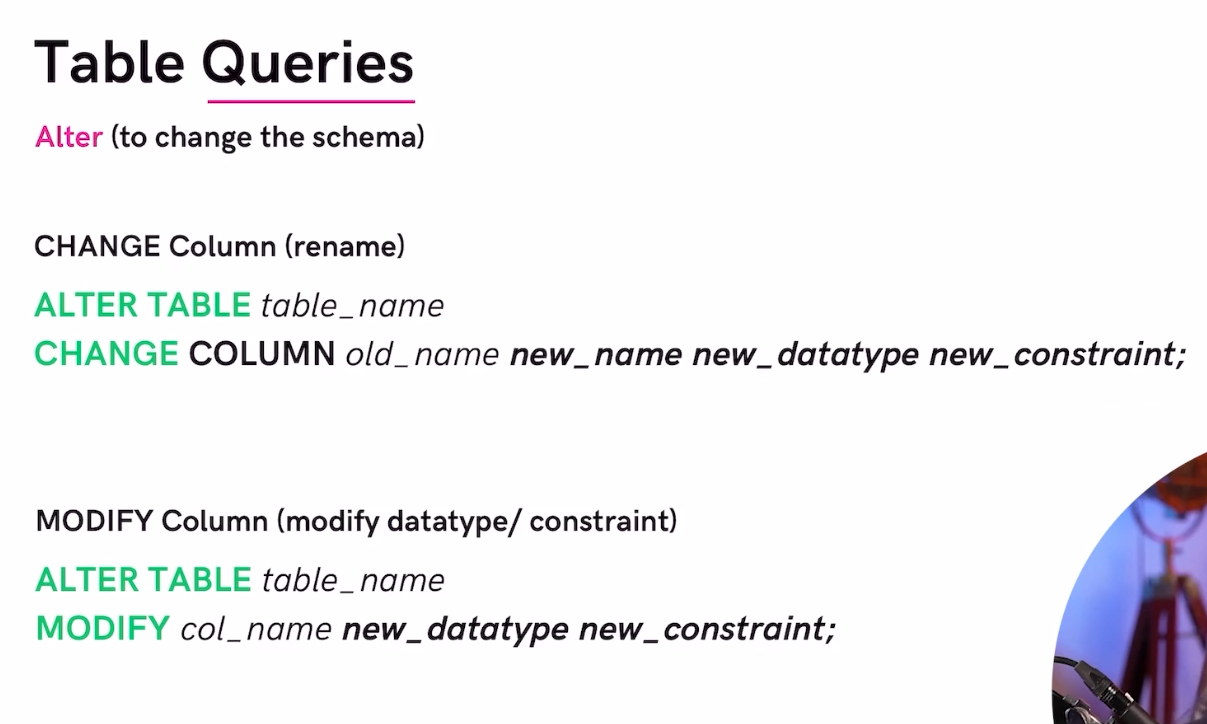 Table Queries
Alter (to change the schema)
CHANGE Column (rename)
ALTER TABLE table_name
CHANGE COLUMN old_name new_name new_datatype new_constraint;
MODIFY Column (modify datatype/ constraint)
ALTER TABLE table_name
MODIFY col_name new_datatype new_constraint;